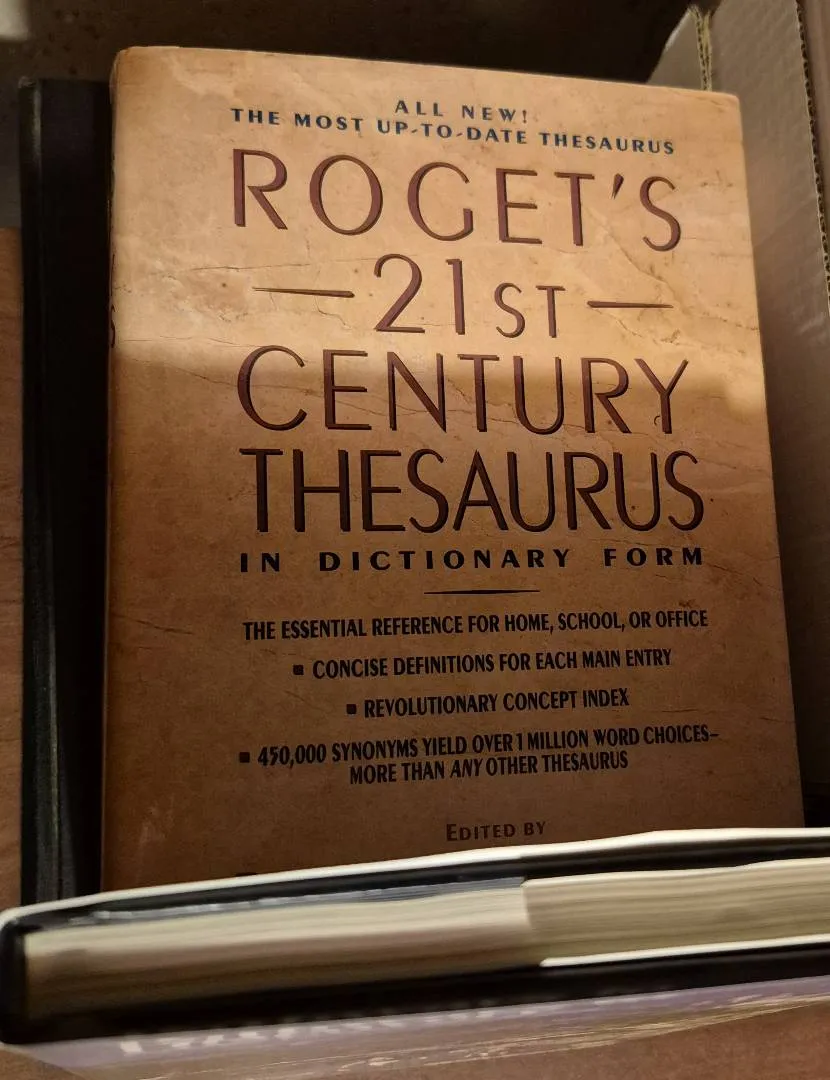 ALL NEW!
THE MOST UP-TO-DATE THESAURUS
ROGET'S
21ST
CENTURY
THESAURUS
IN DICTIONARY FORM
THE ESSENTIAL REFERENCE FOR HOME, SCHOOL, OR OFFICE
▪ CONCISE DEFINITIONS FOR EACH MAIN ENTRY
▪ REVOLUTIONARY CONCEPT INDEX
▪ 450,000 SYNONYMS YIELD OVER 1 MILLION WORD CHOICES–
MORE THAN ANY OTHER THESAURUS
EDITED BY